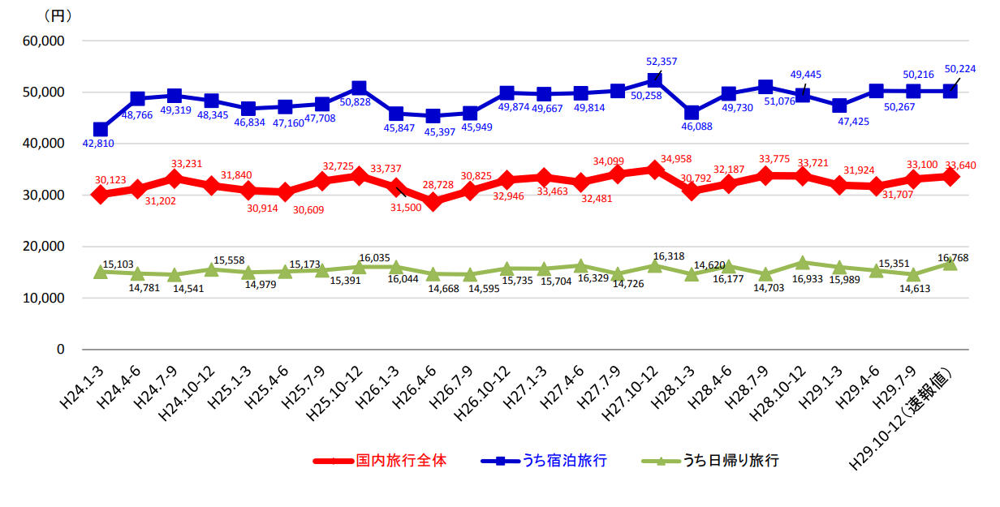 （円）
60,000
50,000
40,000
30,000
20,000
10,000
0
42,810
48,766
49,319
48,345
46,834
47,160
47,708
50,828
45,847
45,397
45,949
49,874
49,667
49,814
50,258
52,357
46,088
49,730
51,076
49,445
47,425
50,267
50,216
50,224
30,123
31,202
33,231
31,840
30,914
30,609
32,725
33,737
31,500
28,728
30,825
32,946
33,463
32,481
34,099
34,958
30,792
32,187
33,775
33,721
31,924
31,707
33,100
33,640
15,103
14,781
14,541
15,558
14,979
15,173
15,391
16,035
16,044
14,668
14,595
15,735
15,704
16,329
14,726
16,318
14,620
16,177
14,703
16,933
15,989
15,351
14,613
16,768
H24.1-3
H24.4-6
H24.7-9
H24.10-12
H25.1-3
H25.4-6
H25.7-9
H25.10-12
H26.1-3
H26.4-6
H26.7-9
H26.10-12
H27.1-3
H27.4-6
H27.7-9
H27.10-12
H28.1-3
H28.4-6
H28.7-9
H28.10-12
H29.1-3
H29.4-6
H29.7-9
H29.10-12（速報値）
国内旅行全体
うち宿泊旅行
うち日帰り旅行